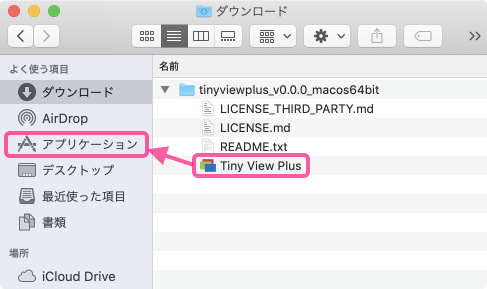 ダウンロード
よく使う項目
ダウンロード
AirDrop
アプリケーション
デスクトップ
最近使った項目
書類
場所
iCloud Drive
名前
tinyviewplus_v0.0.0_macos64bit
LICENSE_THIRD_PARTY.md
LICENSE.md
README.txt
Tiny View Plus